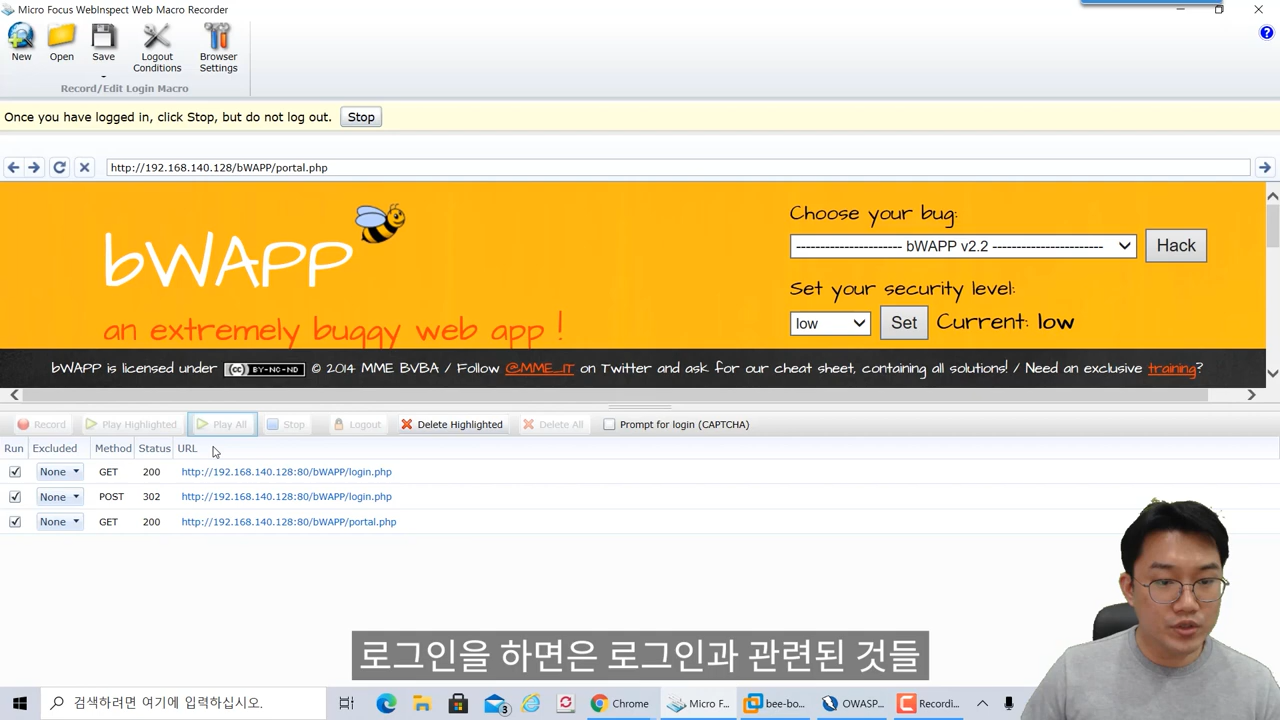 Micro Focus WebInspect Web Macro Recorder
New
Open
Save
Logout Conditions
Browser Settings
Record/Edit Login Macro
Once you have logged in, click Stop, but do not log out.
Stop
http://192.168.140.128/bWAPP/portal.php
bWAPP
an extremely buggy web app !
Choose your bug:
---------------------- bWAPP v2.2 -----------------------
Hack
Set your security level:
low
Set
Current: low
bWAPP is licensed under (cc) BY-NC-ND © 2014 MME BVBA / Follow @MME_IT on Twitter and ask for our cheat sheet, containing all solutions! / Need an exclusive training?
Record
Play Highlighted
Play All
Stop
Logout
Delete Highlighted
Delete All
Prompt for login (CAPTCHA)
Run Excluded Method Status URL
None GET 200 http://192.168.140.128:80/bWAPP/login.php
None POST 302 http://192.168.140.128:80/bWAPP/login.php
None GET 200 http://192.168.140.128:80/bWAPP/portal.php
로그인을 하면은 로그인과 관련된 것들
검색하려면 여기에 입력하십시오.
3
Chrome
Micro F...
bee-bo...
OWASP...
Recordi...